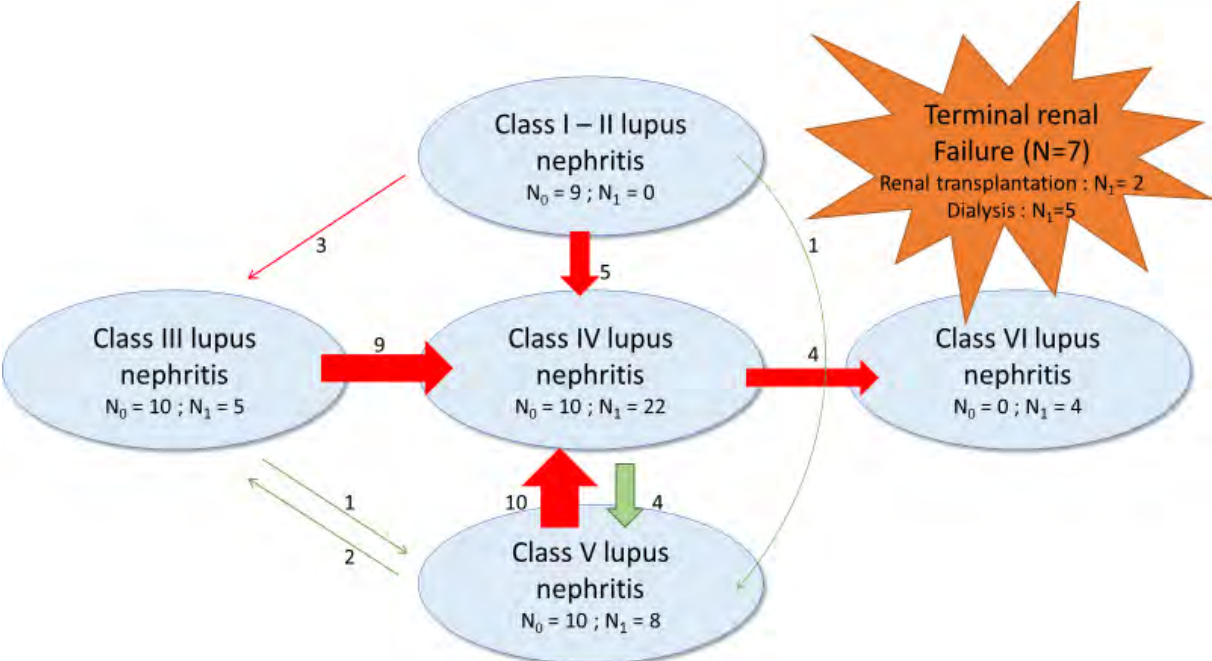 Class I – II lupus
nephritis
N₀ = 9 ; N₁ = 0
Terminal renal
Failure (N=7)
Renal transplantation : N₁= 2
Dialysis : N₁=5
3
5
1
Class III lupus
nephritis
N₀ = 10 ; N₁ = 5
9
Class IV lupus
nephritis
N₀ = 10 ; N₁ = 22
4
Class VI lupus
nephritis
N₀ = 0 ; N₁ = 4
1
2
10
4
Class V lupus
nephritis
N₀ = 10 ; N₁ = 8